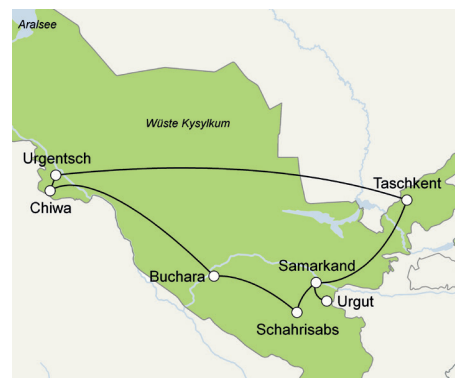 Aralsee
Wüste Kysylkum
Urgentsch
Taschkent
Chiwa
Samarkand
Buchara
Urgut
Schahrisabs